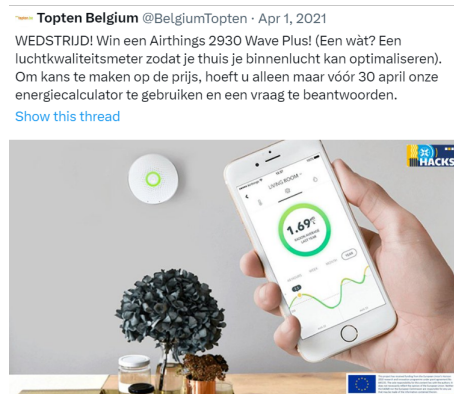 Topten Belgium @BelgiumTopten · Apr 1, 2021
WEDSTRIJD! Win een Airthings 2930 Wave Plus! (Een wàt? Een
luchtkwaliteitsmeter zodat je thuis je binnenlucht kan optimaliseren).
Om kans te maken op de prijs, hoeft u alleen maar vóór 30 april onze
energiecalculator te gebruiken en een vraag te beantwoorden.
Show this thread
HACKS
LIVING ROOM
1.69